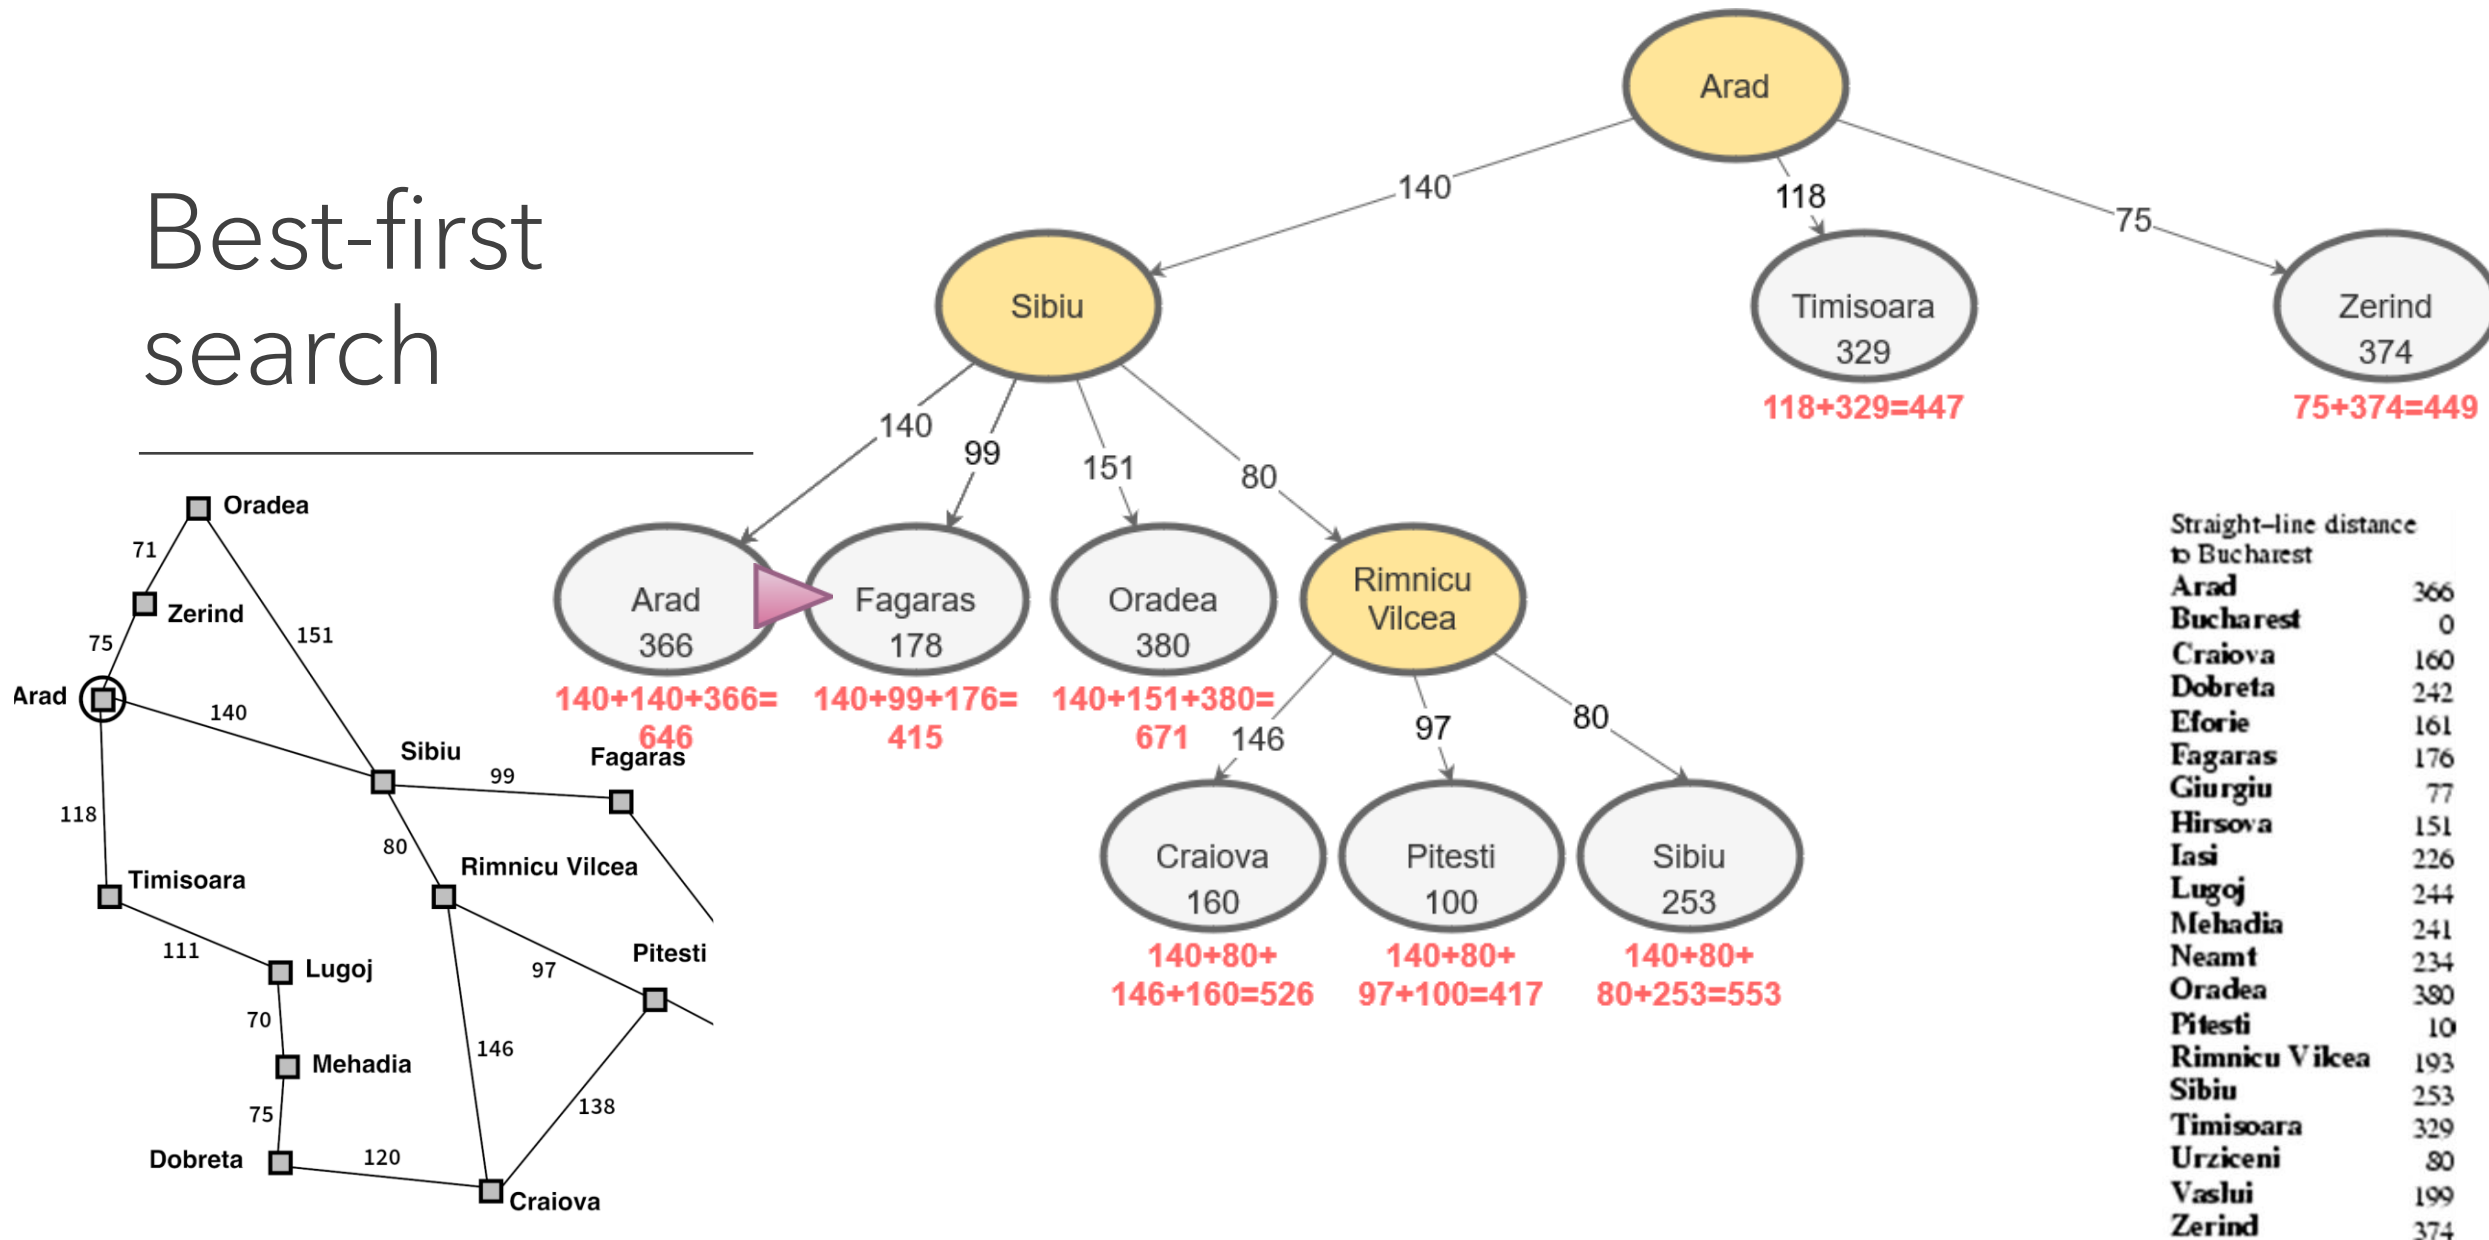 Best-first
search
Arad
140
118
75
Sibiu
Timisoara
329
118+329=447
Zerind
374
75+374=449
140
99
151
80
Arad
366
140+140+366=
646
Fagaras
178
140+99+176=
415
Oradea
380
140+151+380=
671
Rimnicu
Vilcea
146
97
80
Craiova
160
140+80+
146+160=526
Pitesti
100
140+80+
97+100=417
Sibiu
253
140+80+
80+253=553
Oradea
71
Zerind
75
151
Arad
140
Sibiu
Fagaras
99
118
80
Rimnicu Vilcea
Timisoara
111
Lugoj
97
Pitesti
70
146
Mehadia
75
138
Dobreta
120
Craiova
Straight–line distance
to Bucharest
Arad 366
Bucharest 0
Craiova 160
Dobreta 242
Eforie 161
Fagaras 176
Giurgiu 77
Hirsova 151
Iasi 226
Lugoj 244
Mehadia 241
Neamt 234
Oradea 380
Pitesti 10
Rimnicu Vilcea 193
Sibiu 253
Timisoara 329
Urziceni 80
Vaslui 199
Zerind 374